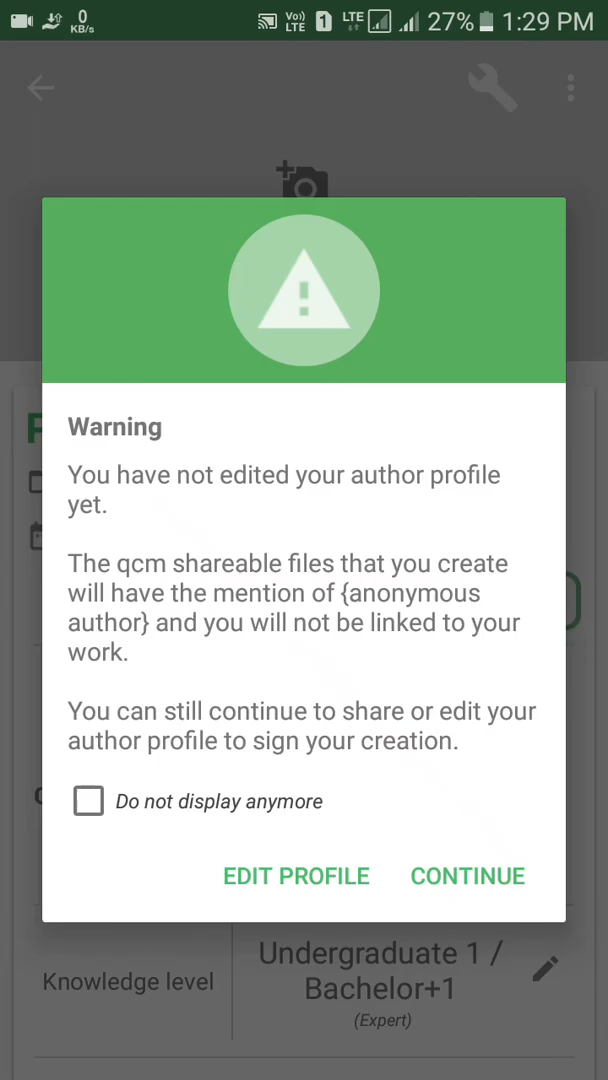 0
KB/s
Vo))
LTE
1
LTE
27%
1:29 PM
Warning
You have not edited your author profile
yet.
The qcm shareable files that you create
will have the mention of {anonymous
author} and you will not be linked to your
work.
You can still continue to share or edit your
author profile to sign your creation.
Do not display anymore
EDIT PROFILE
CONTINUE
Knowledge level
Undergraduate 1 /
Bachelor+1
(Expert)